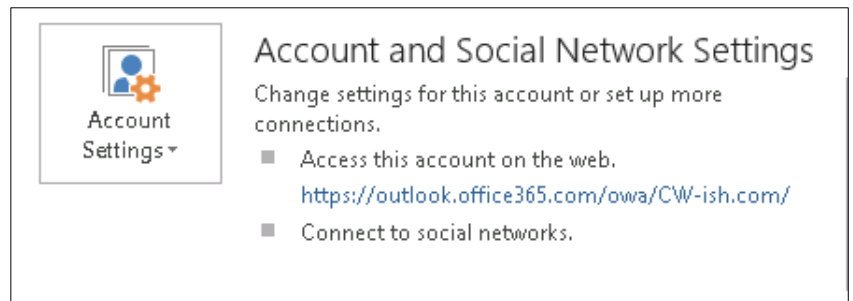 Account and Social Network Settings
Change settings for this account or set up more
connections.
Account
Settings
Access this account on the web.
https://outlook.office365.com/owa/CW-ish.com/
Connect to social networks.